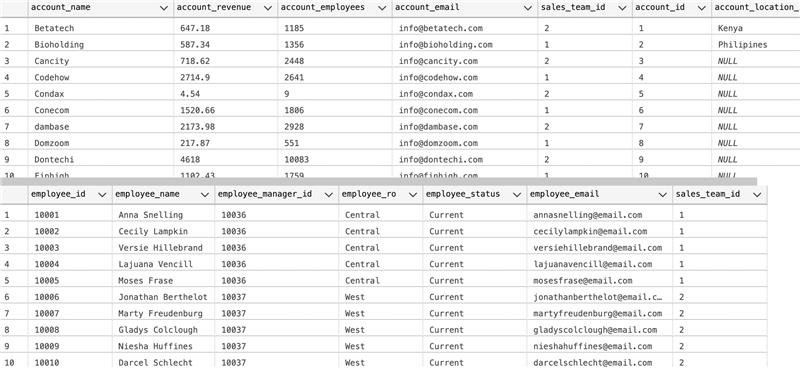 account_name account_revenue account_employees account_email sales_team_id account_id account_location_
1 Betatech 647.18 1185 info@betatech.com 2 1 Kenya
2 Bioholding 587.34 1356 info@bioholding.com 1 2 Philipines
3 Cancity 718.62 2448 info@cancity.com 2 3 NULL
4 Codehow 2714.9 2641 info@codehow.com 1 4 NULL
5 Condax 4.54 9 info@condax.com 2 5 NULL
6 Conecom 1520.66 1806 info@conecom.com 1 6 NULL
7 dambase 2173.98 2928 info@dambase.com 2 7 NULL
8 Domzoom 217.87 551 info@domzoom.com 1 8 NULL
9 Dontechi 4618 10083 info@dontechi.com 2 9 NULL
10 Finhigh 1102.43 1759 info@finhigh.com 1 10 NULL
employee_id employee_name employee_manager_id employee_ro employee_status employee_email sales_team_id
1 10001 Anna Snelling 10036 Central Current annasnelling@email.com 1
2 10002 Cecily Lampkin 10036 Central Current cecilylampkin@email.com 1
3 10003 Versie Hillebrand 10036 Central Current versiehillebrand@email.com 1
4 10004 Lajuana Vencill 10036 Central Current lajuanavencill@email.com 1
5 10005 Moses Frase 10036 Central Current mosesfrase@email.com 1
6 10006 Jonathan Berthelot 10037 West Current jonathanberthelot@email.c… 2
7 10007 Marty Freudenburg 10037 West Current martyfreudenburg@email.com 2
8 10008 Gladys Colclough 10037 West Current gladyscolclough@email.com 2
9 10009 Niesha Huffines 10037 West Current nieshahuffines@email.com 2
10 10010 Darcel Schlecht 10037 West Current darcelschlecht@email.com 2